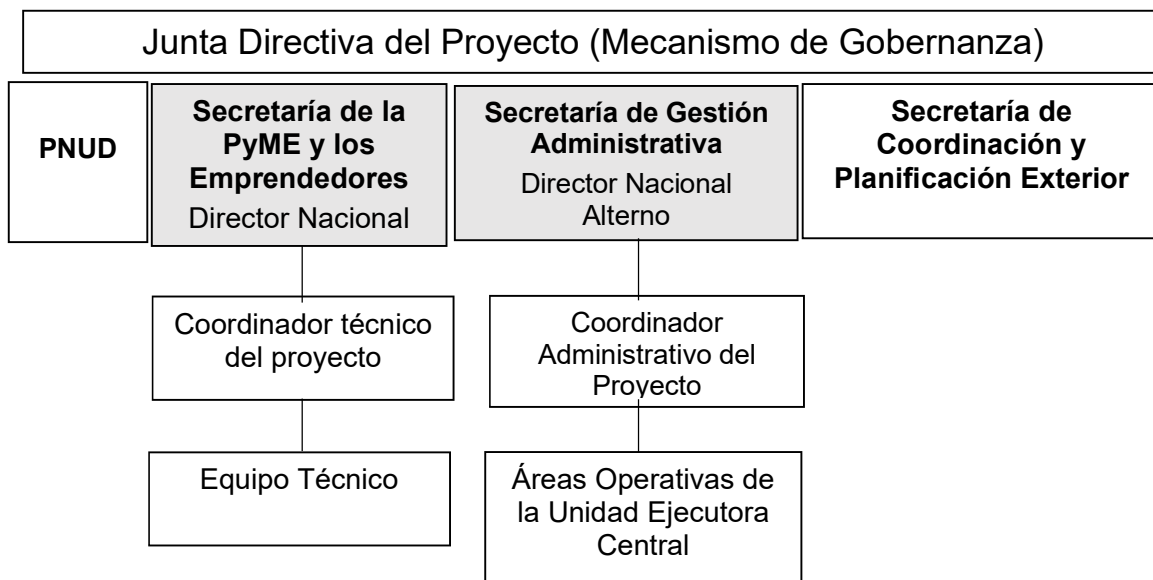 Junta Directiva del Proyecto (Mecanismo de Gobernanza)
PNUD
Secretaría de la
PyME y los
Emprendedores
Director Nacional
Secretaría de Gestión
Administrativa
Director Nacional
Alterno
Secretaría de
Coordinación y
Planificación Exterior
Coordinador técnico
del proyecto
Coordinador
Administrativo del
Proyecto
Equipo Técnico
Áreas Operativas de
la Unidad Ejecutora
Central